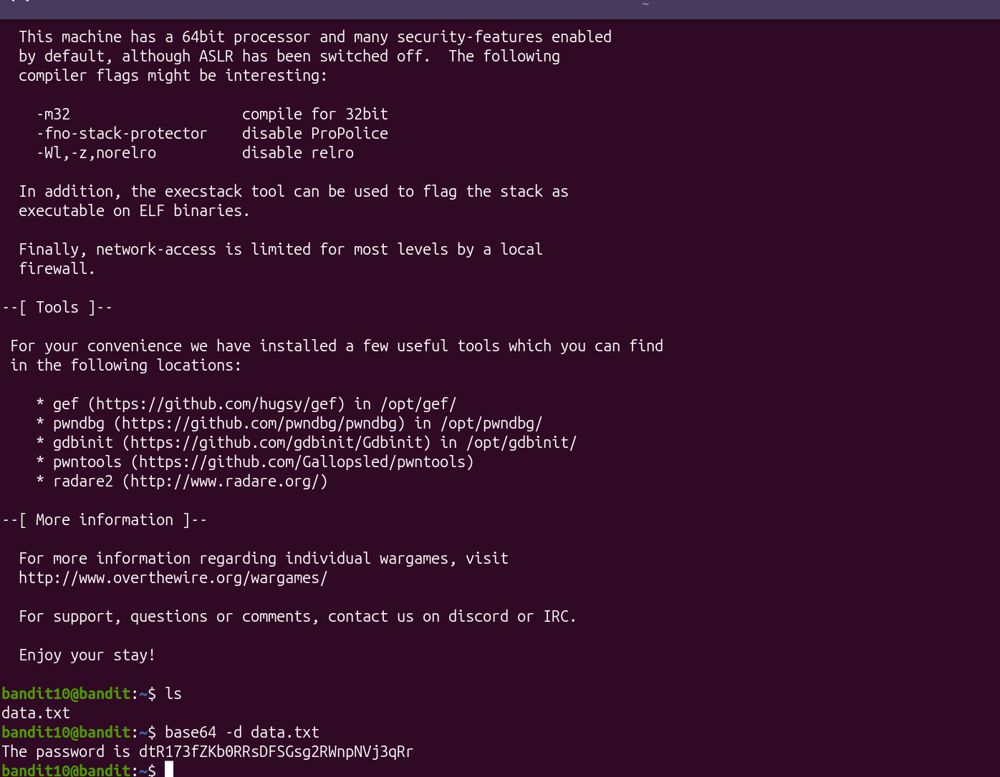 ~
This machine has a 64bit processor and many security-features enabled
by default, although ASLR has been switched off.  The following
compiler flags might be interesting:
-m32                    compile for 32bit
-fno-stack-protector    disable ProPolice
-Wl,-z,norelro          disable relro
In addition, the execstack tool can be used to flag the stack as
executable on ELF binaries.
Finally, network-access is limited for most levels by a local
firewall.
--[ Tools ]--
For your convenience we have installed a few useful tools which you can find
in the following locations:
* gef (https://github.com/hugsy/gef) in /opt/gef/
* pwndbg (https://github.com/pwndbg/pwndbg) in /opt/pwndbg/
* gdbinit (https://github.com/gdbinit/Gdbinit) in /opt/gdbinit/
* pwntools (https://github.com/Gallopsled/pwntools)
* radare2 (http://www.radare.org/)
--[ More information ]--
For more information regarding individual wargames, visit
http://www.overthewire.org/wargames/
For support, questions or comments, contact us on discord or IRC.
Enjoy your stay!
bandit10@bandit:~$ ls
data.txt
bandit10@bandit:~$ base64 -d data.txt
The password is dtR173fZKb0RRsDFSGsg2RWnpNVj3qRr
bandit10@bandit:~$